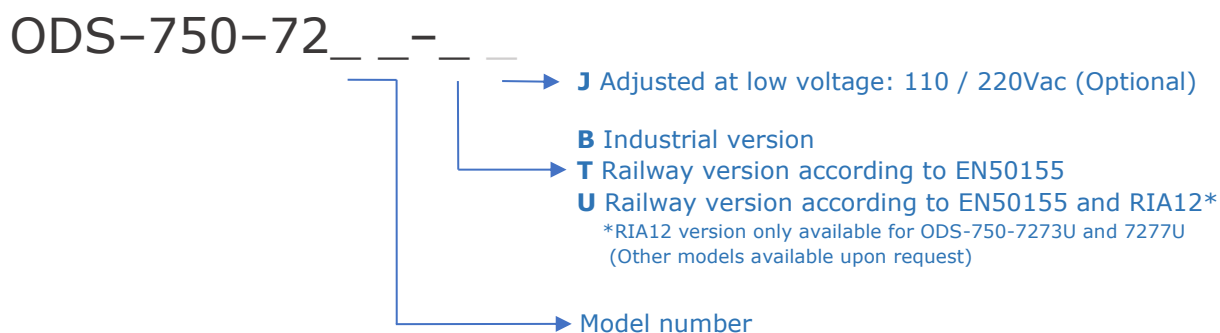 ODS–750–72_ _–_ _
J Adjusted at low voltage: 110 / 220Vac (Optional)
B Industrial version
T Railway version according to EN50155
U Railway version according to EN50155 and RIA12*
*RIA12 version only available for ODS-750-7273U and 7277U
(Other models available upon request)
Model number